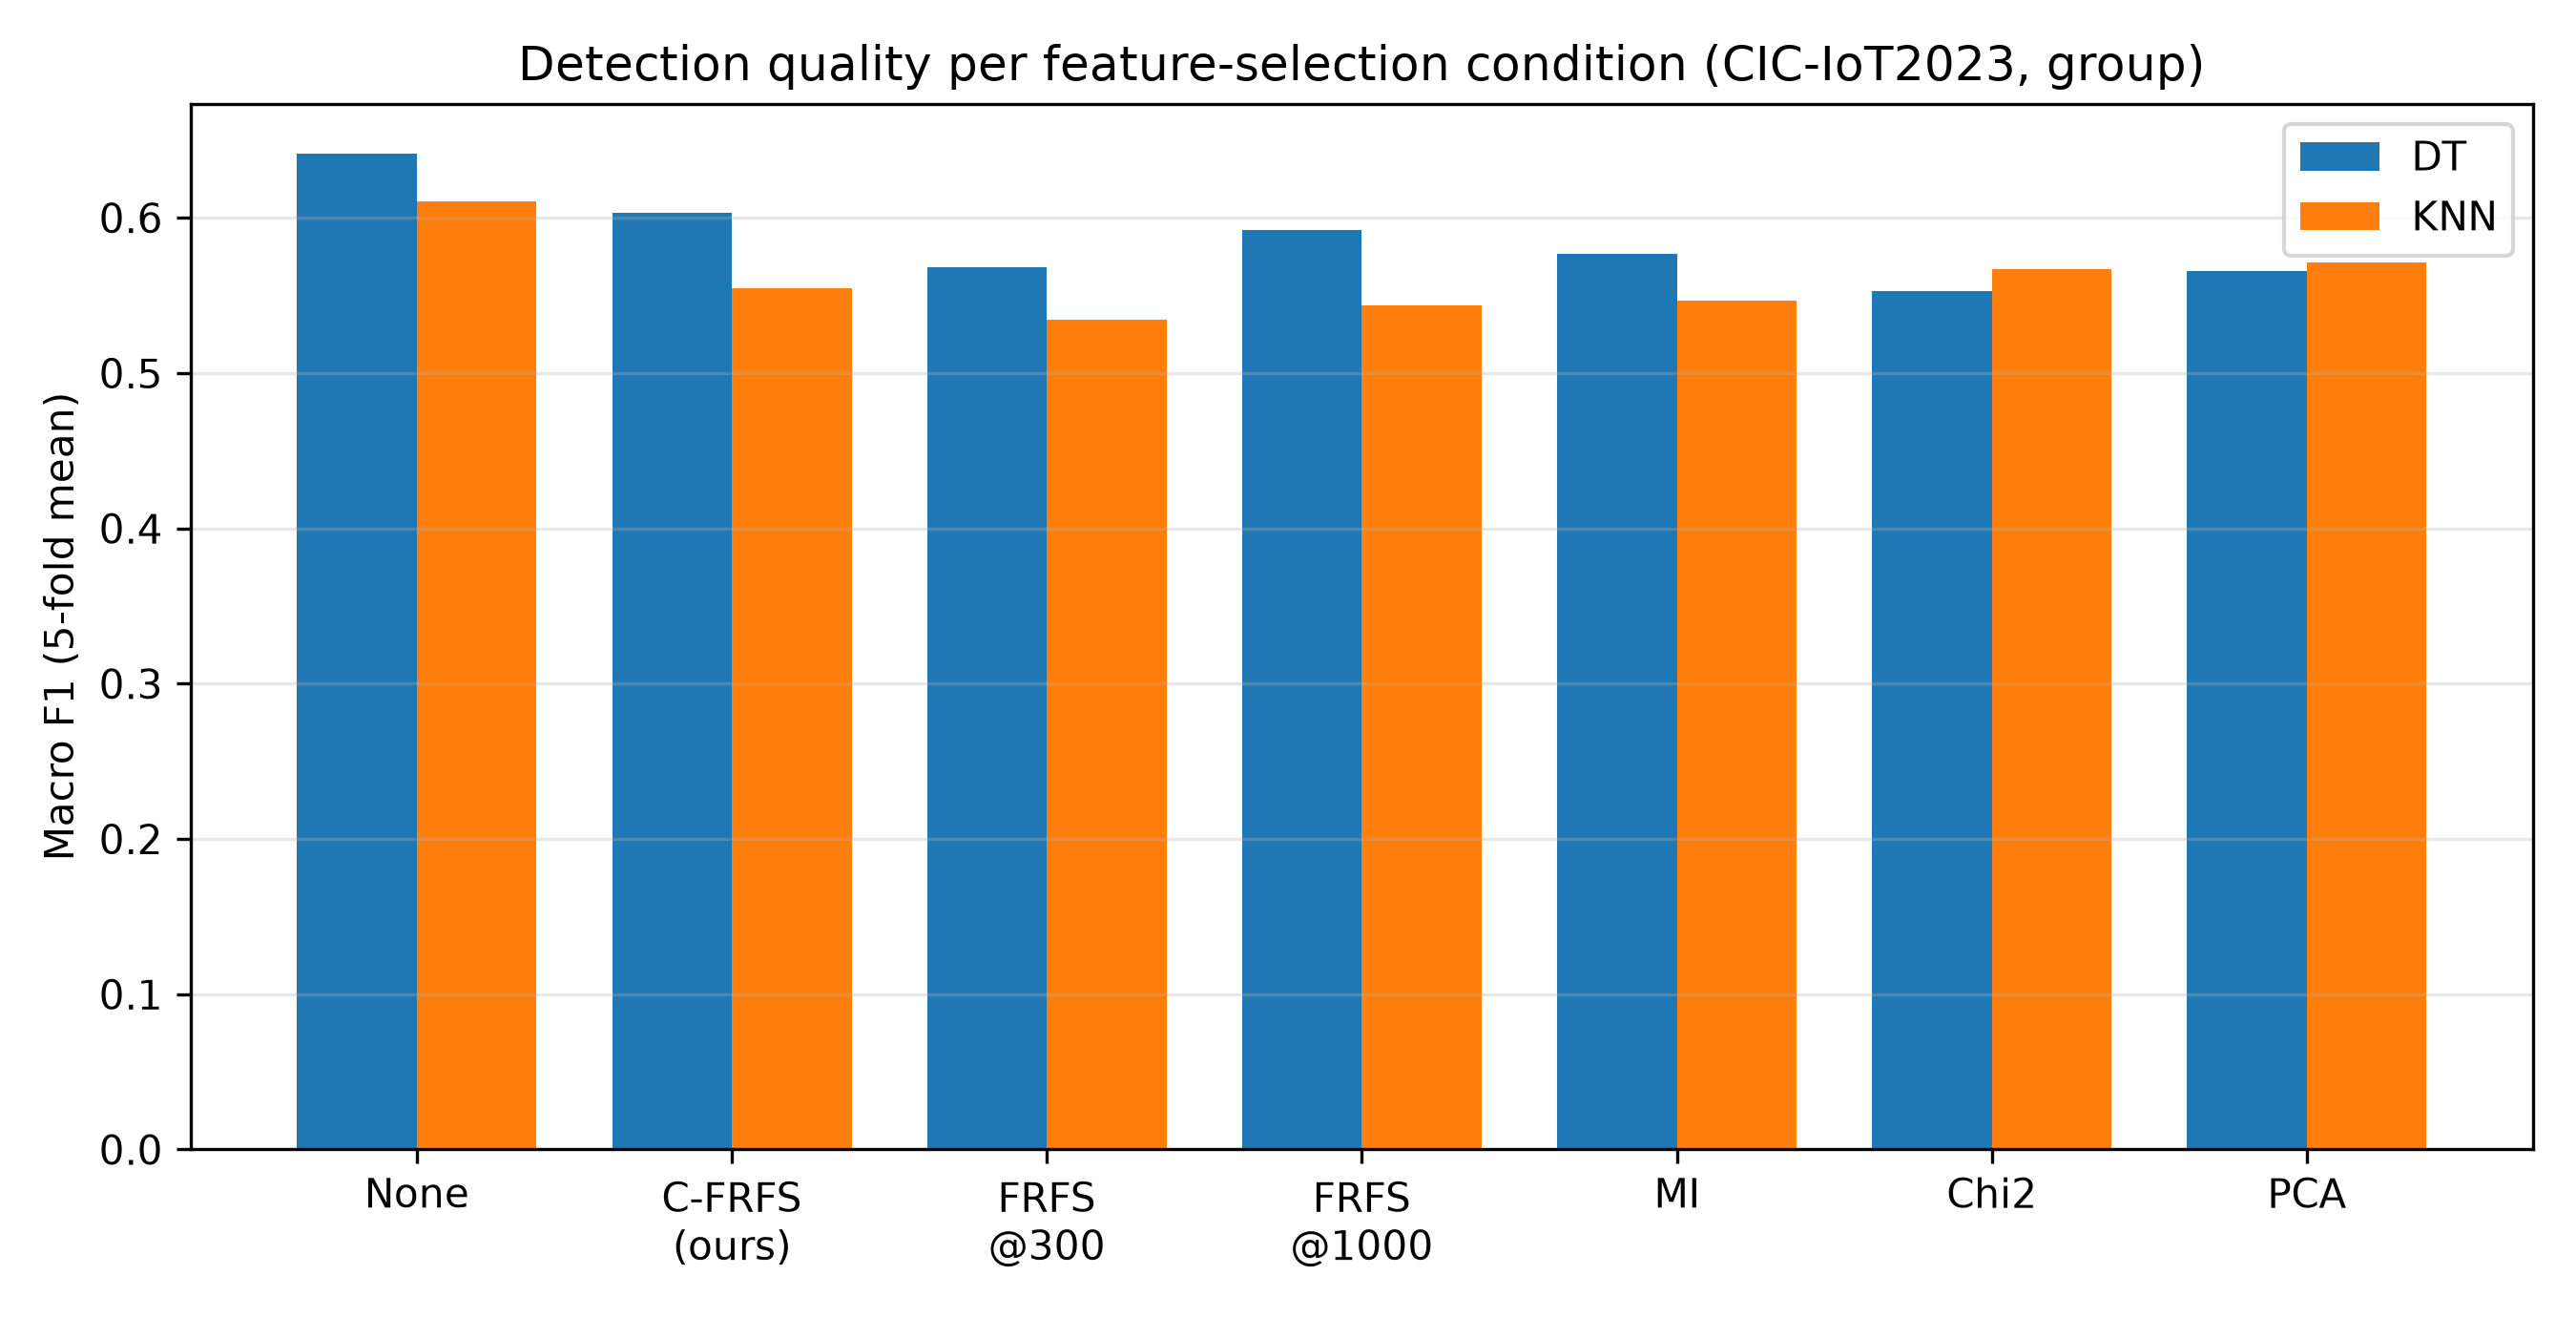 Detection quality per feature-selection condition (CIC-IoT2023, group)
DT
KNN
Macro F1 (5-fold mean)
0.6
0.5
0.4
0.3
0.2
0.1
0.0
None
C-FRFS
(ours)
FRFS
@300
FRFS
@1000
MI
Chi2
PCA